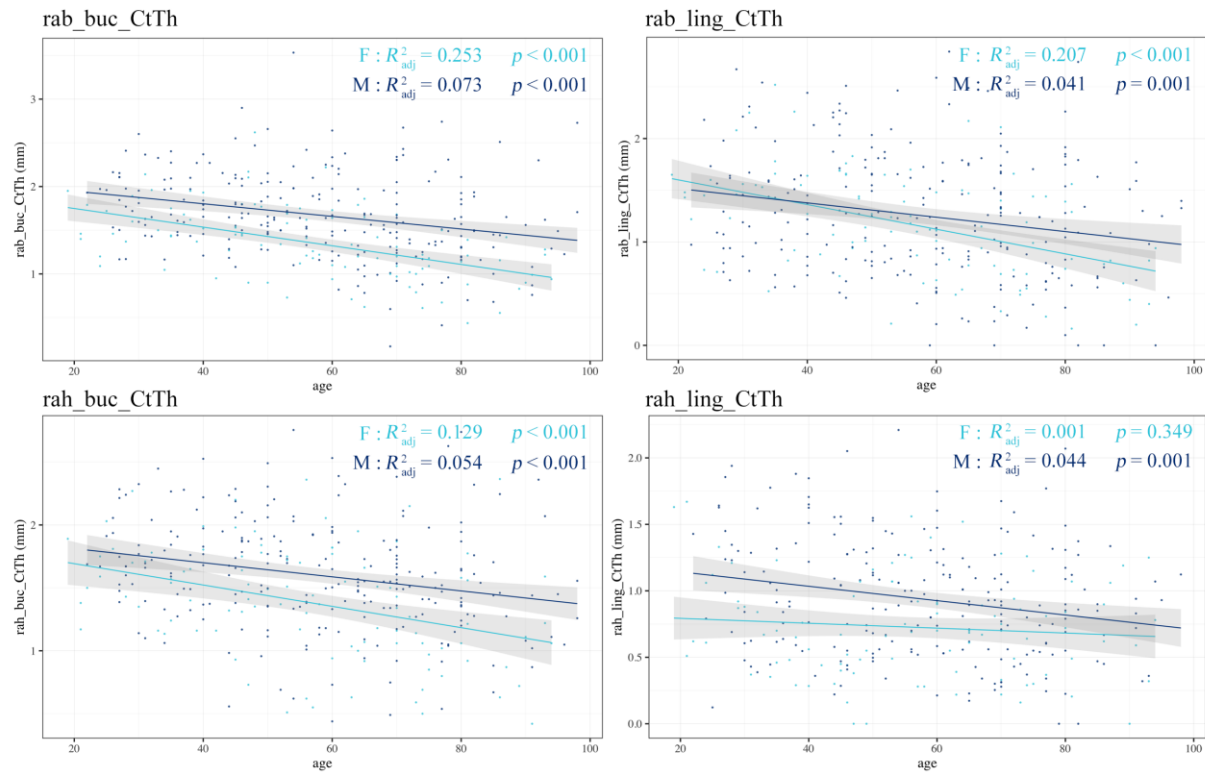 rab_buc_CtTh
F : R²adj = 0.253 p < 0.001
M : R²adj = 0.073 p < 0.001
rab_buc_CtTh (mm)
3
2
1
20 40 60 80 100
age
rab_ling_CtTh
F : R²adj = 0.207 p < 0.001
M : R²adj = 0.041 p = 0.001
rab_ling_CtTh (mm)
2
1
0
20 40 60 80 100
age
rah_buc_CtTh
F : R²adj = 0.129 p < 0.001
M : R²adj = 0.054 p < 0.001
rah_buc_CtTh (mm)
2
1
20 40 60 80 100
age
rah_ling_CtTh
F : R²adj = 0.001 p = 0.349
M : R²adj = 0.044 p = 0.001
rah_ling_CtTh (mm)
2.0
1.5
1.0
0.5
0.0
20 40 60 80 100
age